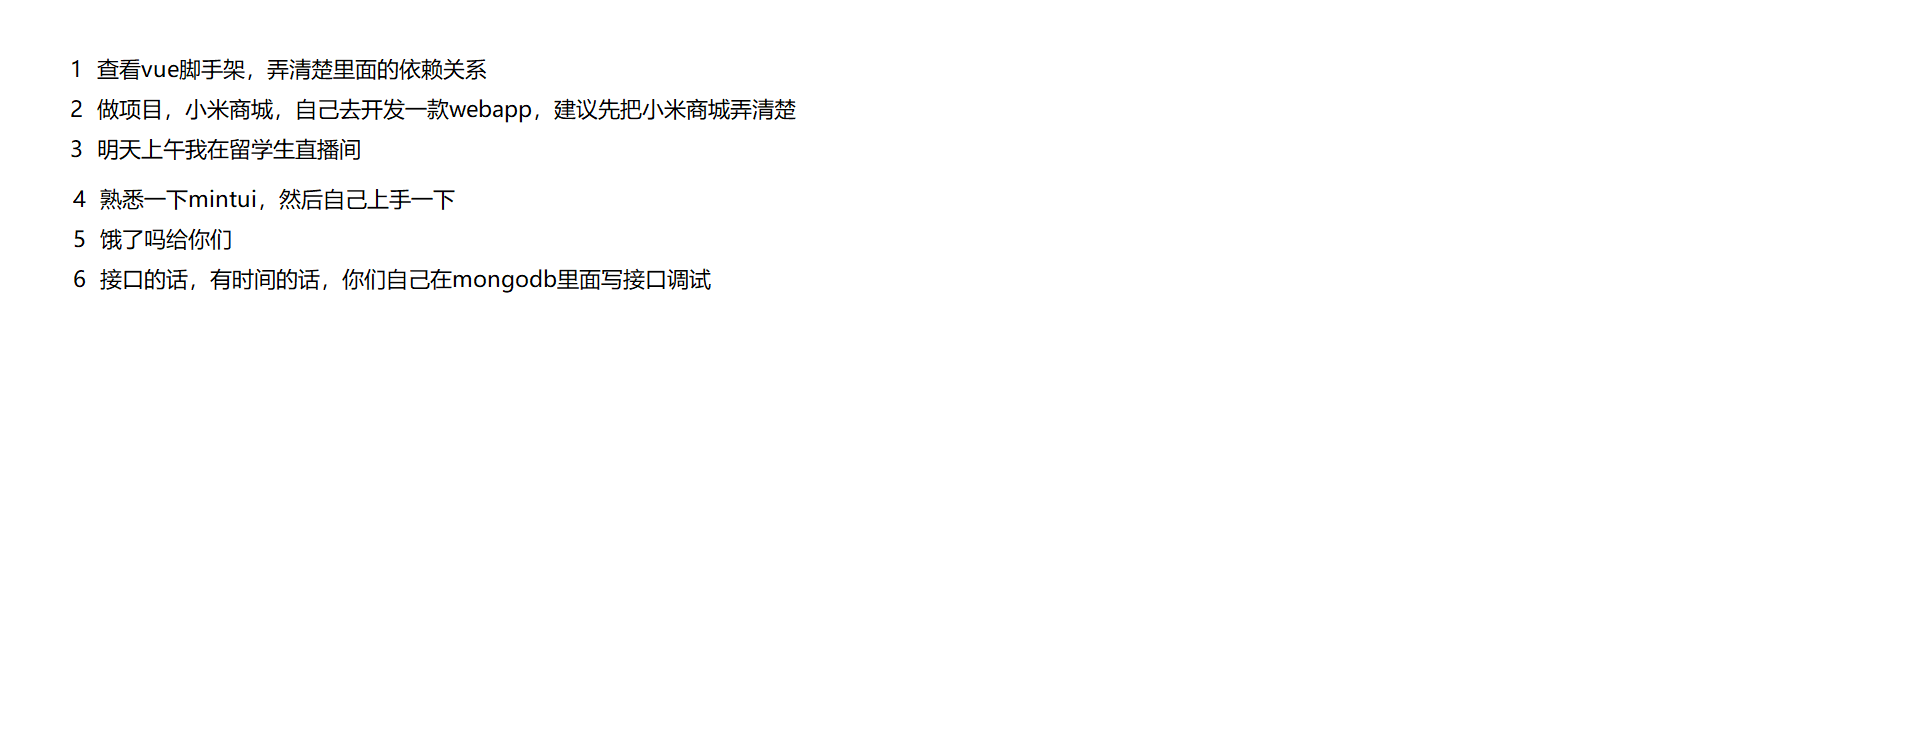 1 查看vue脚手架，弄清楚里面的依赖关系
2 做项目，小米商城，自己去开发一款webapp，建议先把小米商城弄清楚
3 明天上午我在留学生直播间
4 熟悉一下mintui，然后自己上手一下
5 饿了吗给你们
6 接口的话，有时间的话，你们自己在mongodb里面写接口调试